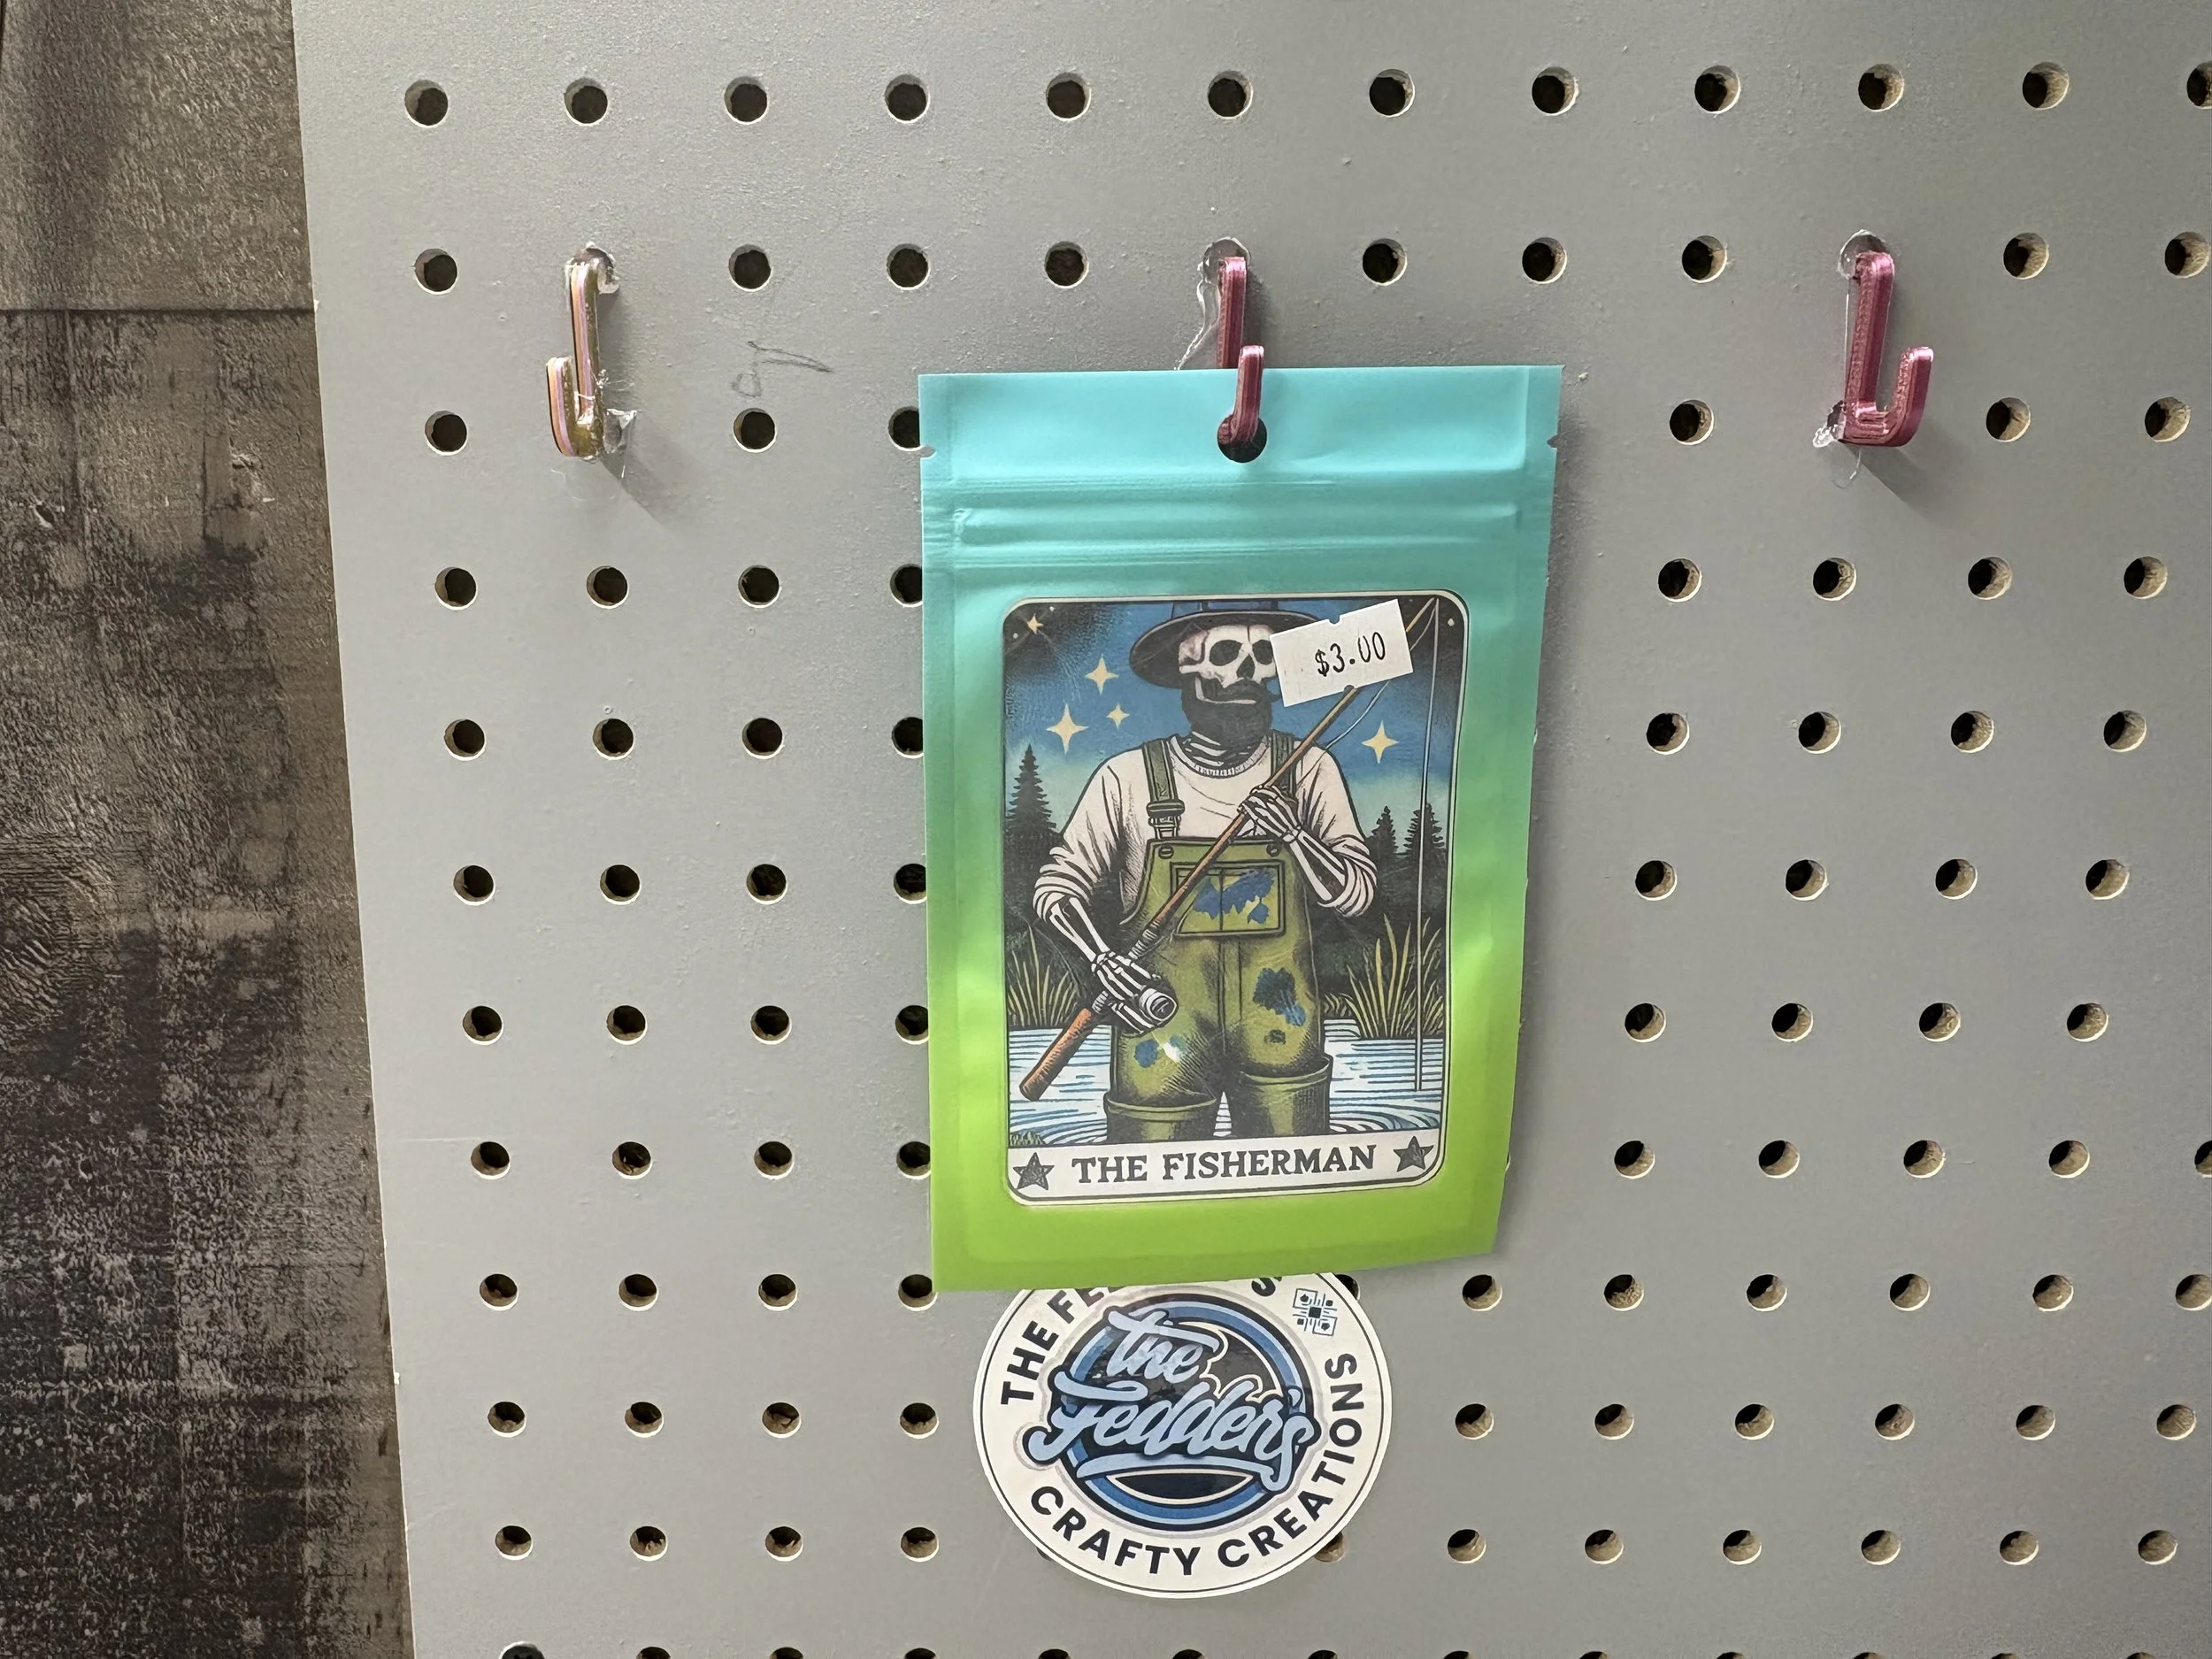 $3.00
THE FISHERMAN
the
Fedder's
CRAFTY CREATIONS
THE